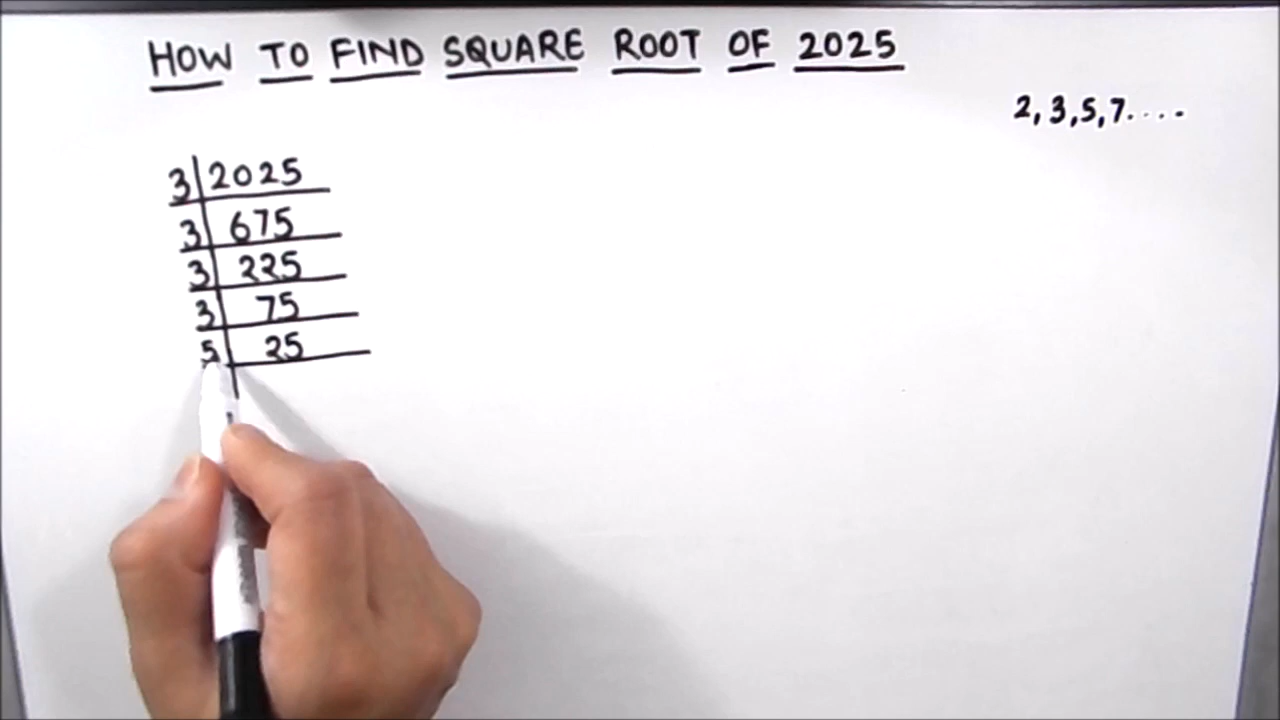 HOW TO FIND SQUARE ROOT OF 2025
2, 3, 5, 7. . . .
3 2025
3 675
3 225
3 75
5 25